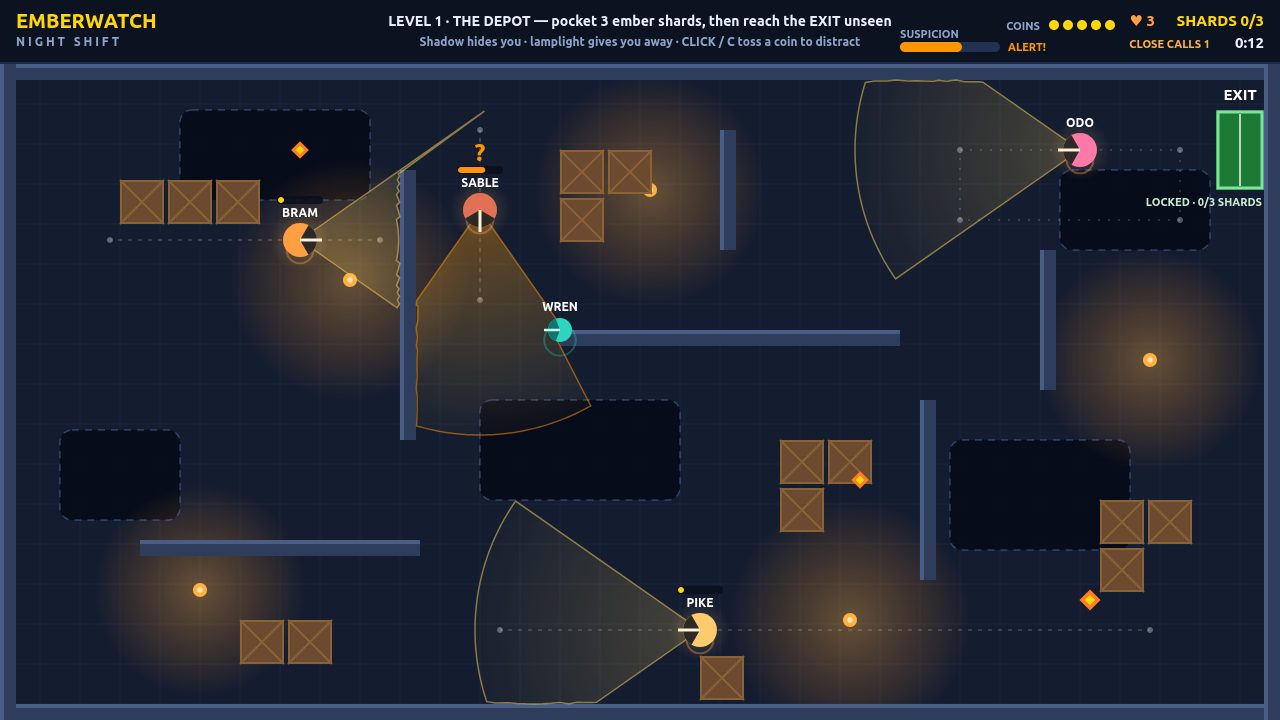 EMBERWATCH
NIGHT SHIFT
LEVEL 1 · THE DEPOT — pocket 3 ember shards, then reach the EXIT unseen
Shadow hides you · lamplight gives you away · CLICK / C toss a coin to distract
SUSPICION
ALERT!
COINS
♥ 3
SHARDS 0/3
CLOSE CALLS 1
0:12
EXIT
ODO
?
SABLE
LOCKED · 0/3 SHARDS
BRAM
WREN
PIKE